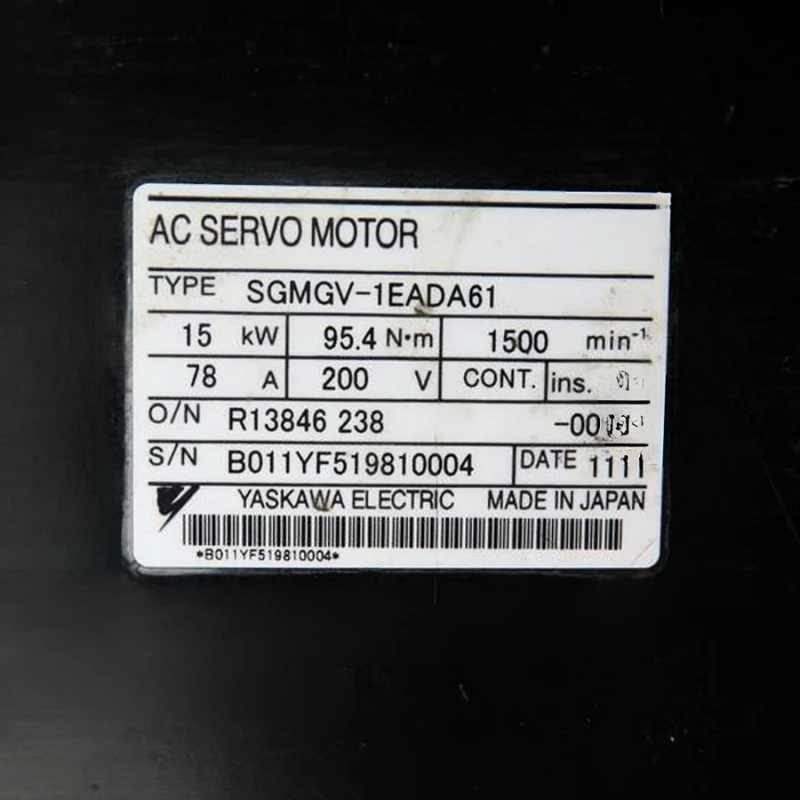 AC SERVO MOTOR
TYPE SGMGV-1EADA61
15 kW 95.4 N·m 1500 min⁻¹
78 A 200 V CONT. ins.
O/N R13846 238
S/N B011YF519810004 DATE 1111
YASKAWA ELECTRIC MADE IN JAPAN
*B011YF519810004*